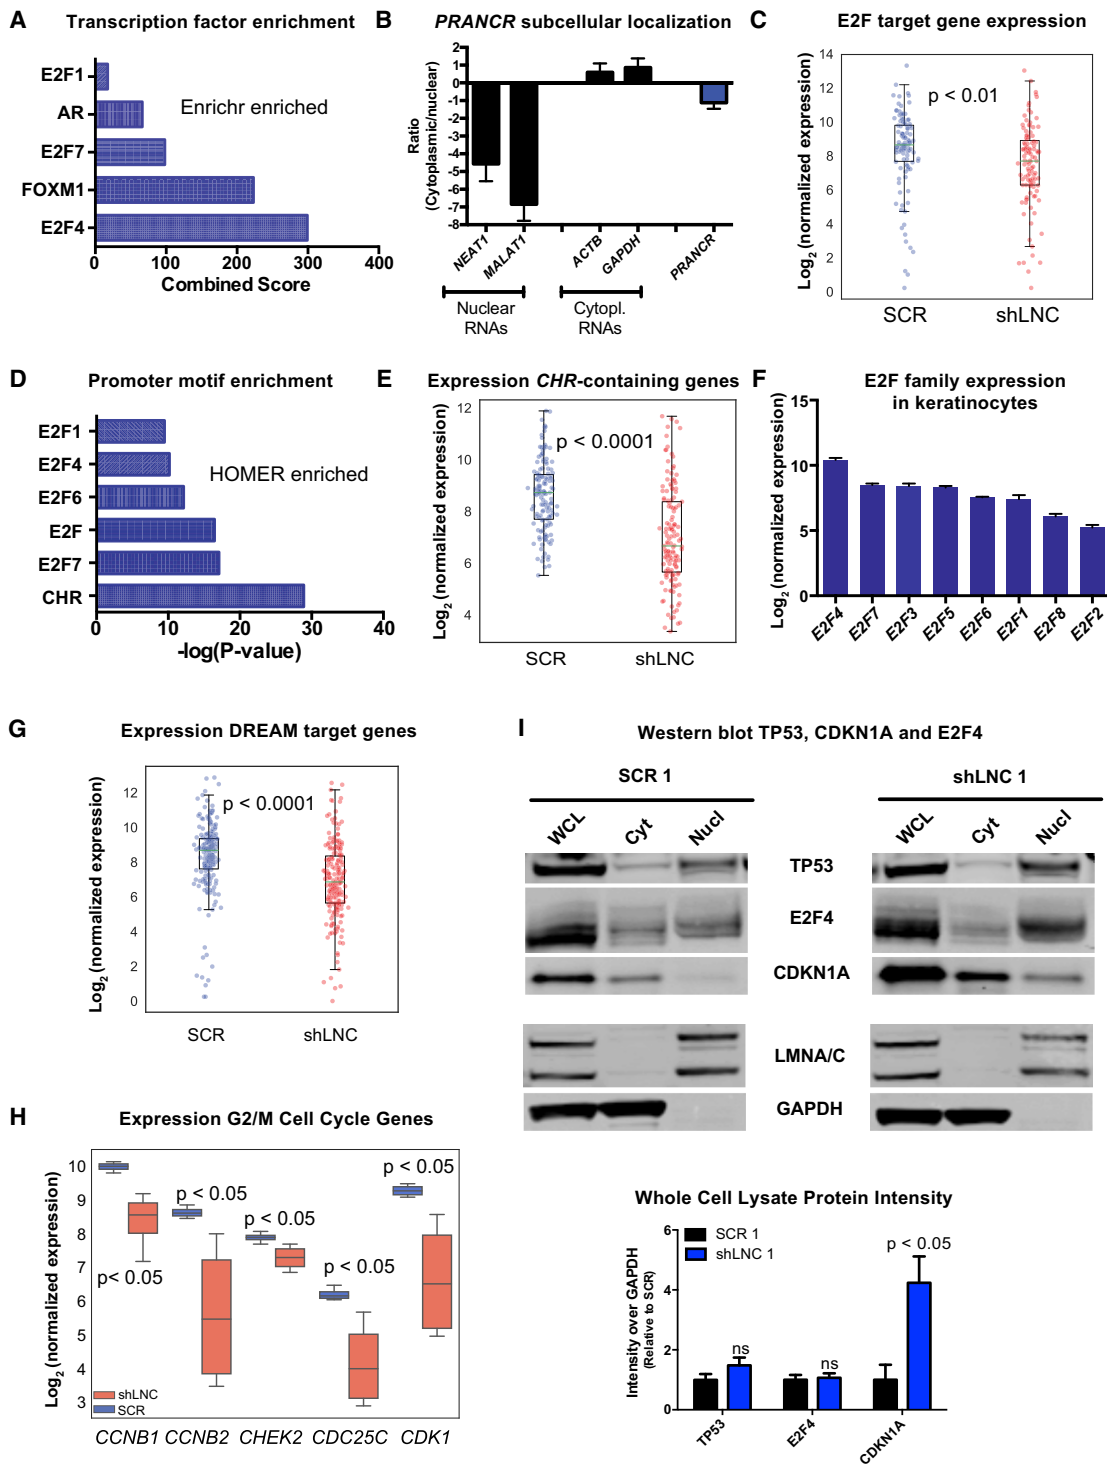 A
Transcription factor enrichment
E2F1
AR
E2F7
FOXM1
E2F4
Enrichr enriched
0 100 200 300 400
Combined Score
B
PRANCR subcellular localization
Ratio
(Cytoplasmic/nuclear)
2
1
0
-1
-2
-3
-4
-5
-6
-7
-8
NEAT1 MALAT1 ACTB GAPDH PRANCR
Nuclear
RNAs
Cytopl.
RNAs
C
E2F target gene expression
Log2 (normalized expression)
14
12
10
8
6
4
2
0
p < 0.01
SCR shLNC
D
Promoter motif enrichment
E2F1
E2F4
E2F6
E2F
E2F7
CHR
HOMER enriched
0 10 20 30 40
-log(P-value)
E
Expression CHR-containing genes
Log2 (normalized expression)
12
10
8
6
4
p < 0.0001
SCR shLNC
F
E2F family expression
in keratinocytes
Log2 (normalized expression)
15
10
5
0
E2F4 E2F7 E2F3 E2F5 E2F6 E2F1 E2F8 E2F2
G
Expression DREAM target genes
Log2 (normalized expression)
12
10
8
6
4
2
0
p < 0.0001
SCR shLNC
H
Expression G2/M Cell Cycle Genes
Log2 (normalized expression)
10
9
8
7
6
5
4
3
p< 0.05
p < 0.05
p < 0.05
p < 0.05
p < 0.05
shLNC
SCR
CCNB1 CCNB2 CHEK2 CDC25C CDK1
I
Western blot TP53, CDKN1A and E2F4
SCR 1 shLNC 1
WCL Cyt Nucl WCL Cyt Nucl
TP53
E2F4
CDKN1A
LMNA/C
GAPDH
Whole Cell Lysate Protein Intensity
Intensity over GAPDH
(Relative to SCR)
6
4
2
0
SCR 1
shLNC 1
ns
ns
p < 0.05
TP53 E2F4 CDKN1A